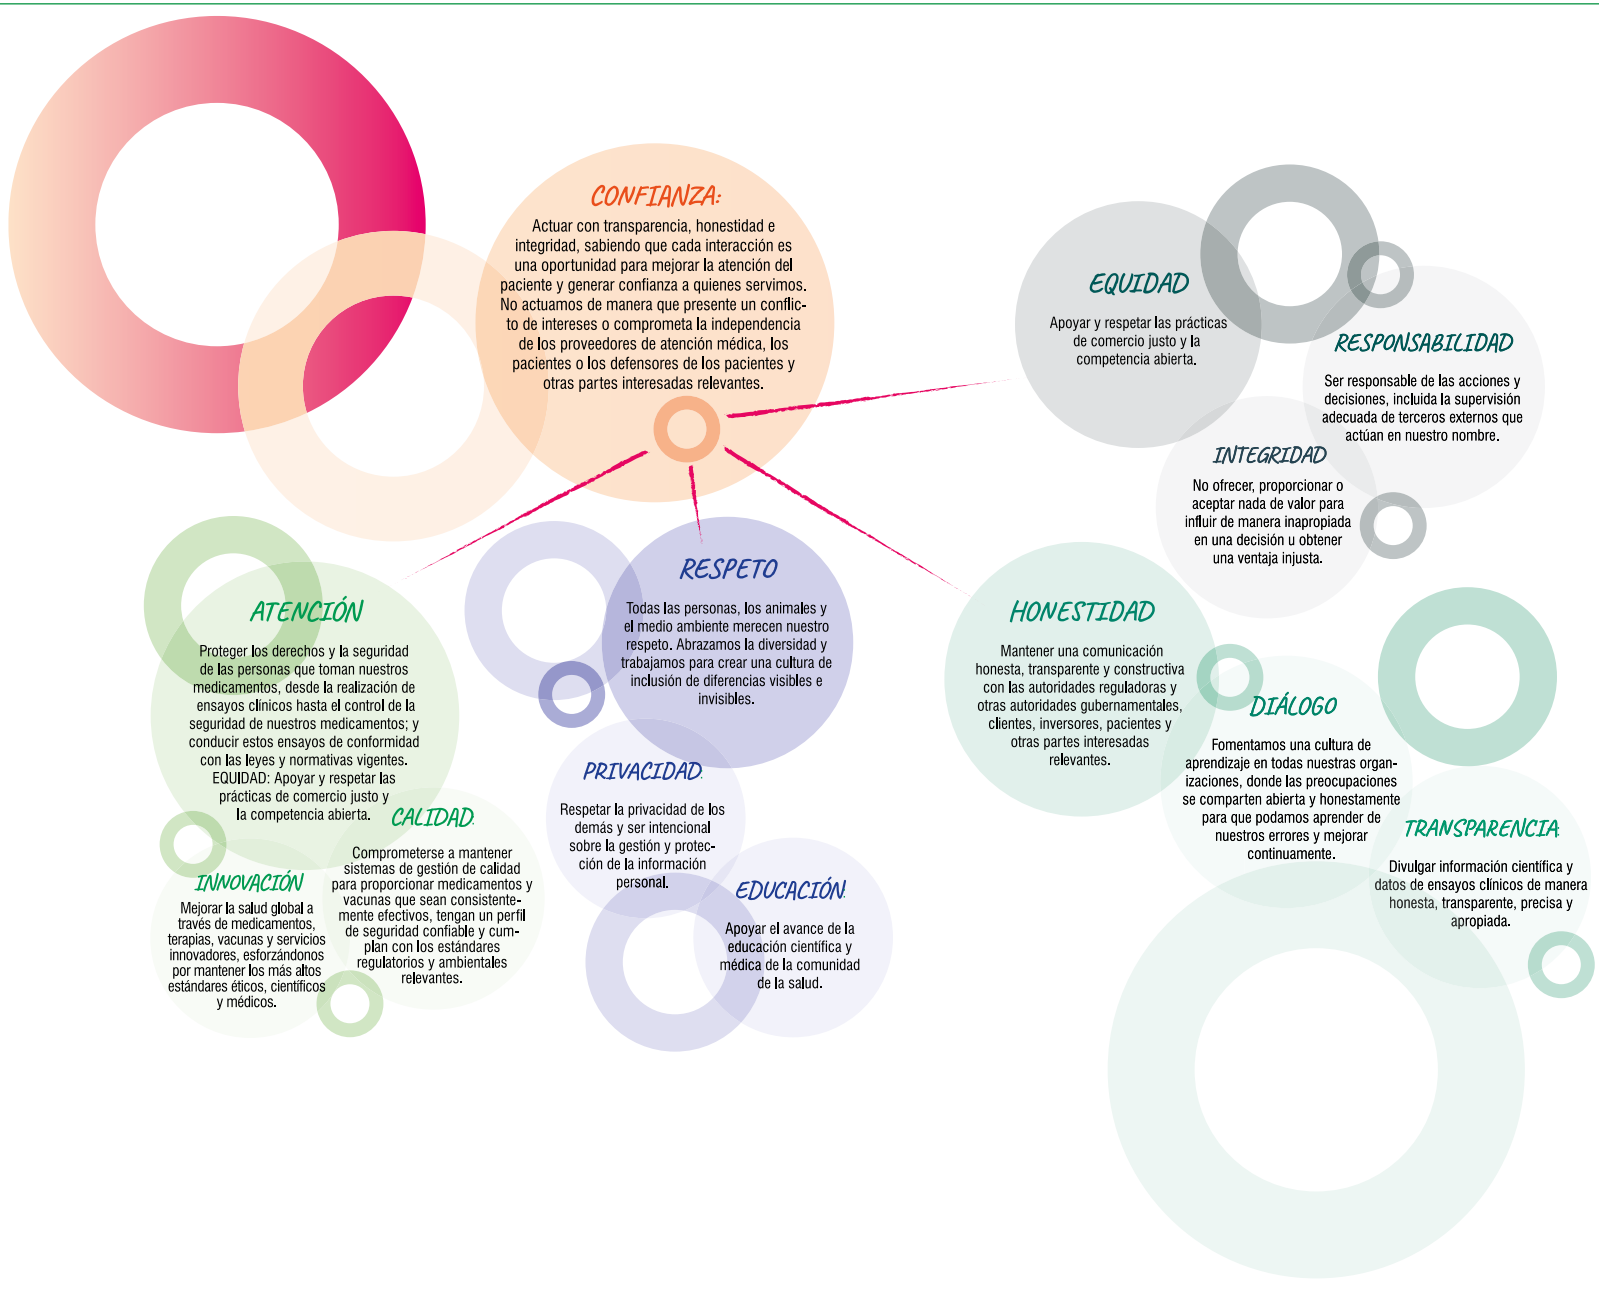 CONFIANZA:
Actuar con transparencia, honestidad e
integridad, sabiendo que cada interacción es
una oportunidad para mejorar la atención del
paciente y generar confianza a quienes servimos.
No actuamos de manera que presente un conflic-
to de intereses o comprometa la independencia
de los proveedores de atención médica, los
pacientes o los defensores de los pacientes y
otras partes interesadas relevantes.
EQUIDAD
Apoyar y respetar las prácticas
de comercio justo y la
competencia abierta.
RESPONSABILIDAD
Ser responsable de las acciones y
decisiones, incluida la supervisión
adecuada de terceros externos que
actúan en nuestro nombre.
INTEGRIDAD
No ofrecer, proporcionar o
aceptar nada de valor para
influir de manera inapropiada
en una decisión u obtener
una ventaja injusta.
ATENCIÓN
Proteger los derechos y la seguridad
de las personas que toman nuestros
medicamentos, desde la realización de
ensayos clínicos hasta el control de la
seguridad de nuestros medicamentos; y
conducir estos ensayos de conformidad
con las leyes y normativas vigentes.
EQUIDAD: Apoyar y respetar las
prácticas de comercio justo y
la competencia abierta.
CALIDAD:
Comprometerse a mantener
sistemas de gestión de calidad
para proporcionar medicamentos y
vacunas que sean consistente-
mente efectivos, tengan un perfil
de seguridad confiable y cum-
plan con los estándares
regulatorios y ambientales
relevantes.
INNOVACIÓN
Mejorar la salud global a
través de medicamentos,
terapias, vacunas y servicios
innovadores, esforzándonos
por mantener los más altos
estándares éticos, científicos
y médicos.
RESPETO
Todas las personas, los animales y
el medio ambiente merecen nuestro
respeto. Abrazamos la diversidad y
trabajamos para crear una cultura de
inclusión de diferencias visibles e
invisibles.
PRIVACIDAD:
Respetar la privacidad de los
demás y ser intencional
sobre la gestión y protec-
ción de la información
personal.
EDUCACIÓN:
Apoyar el avance de la
educación científica y
médica de la comunidad
de la salud.
HONESTIDAD
Mantener una comunicación
honesta, transparente y constructiva
con las autoridades reguladoras y
otras autoridades gubernamentales,
clientes, inversores, pacientes y
otras partes interesadas
relevantes.
DIÁLOGO
Fomentamos una cultura de
aprendizaje en todas nuestras organ-
izaciones, donde las preocupaciones
se comparten abierta y honestamente
para que podamos aprender de
nuestros errores y mejorar
continuamente.
TRANSPARENCIA:
Divulgar información científica y
datos de ensayos clínicos de manera
honesta, transparente, precisa y
apropiada.